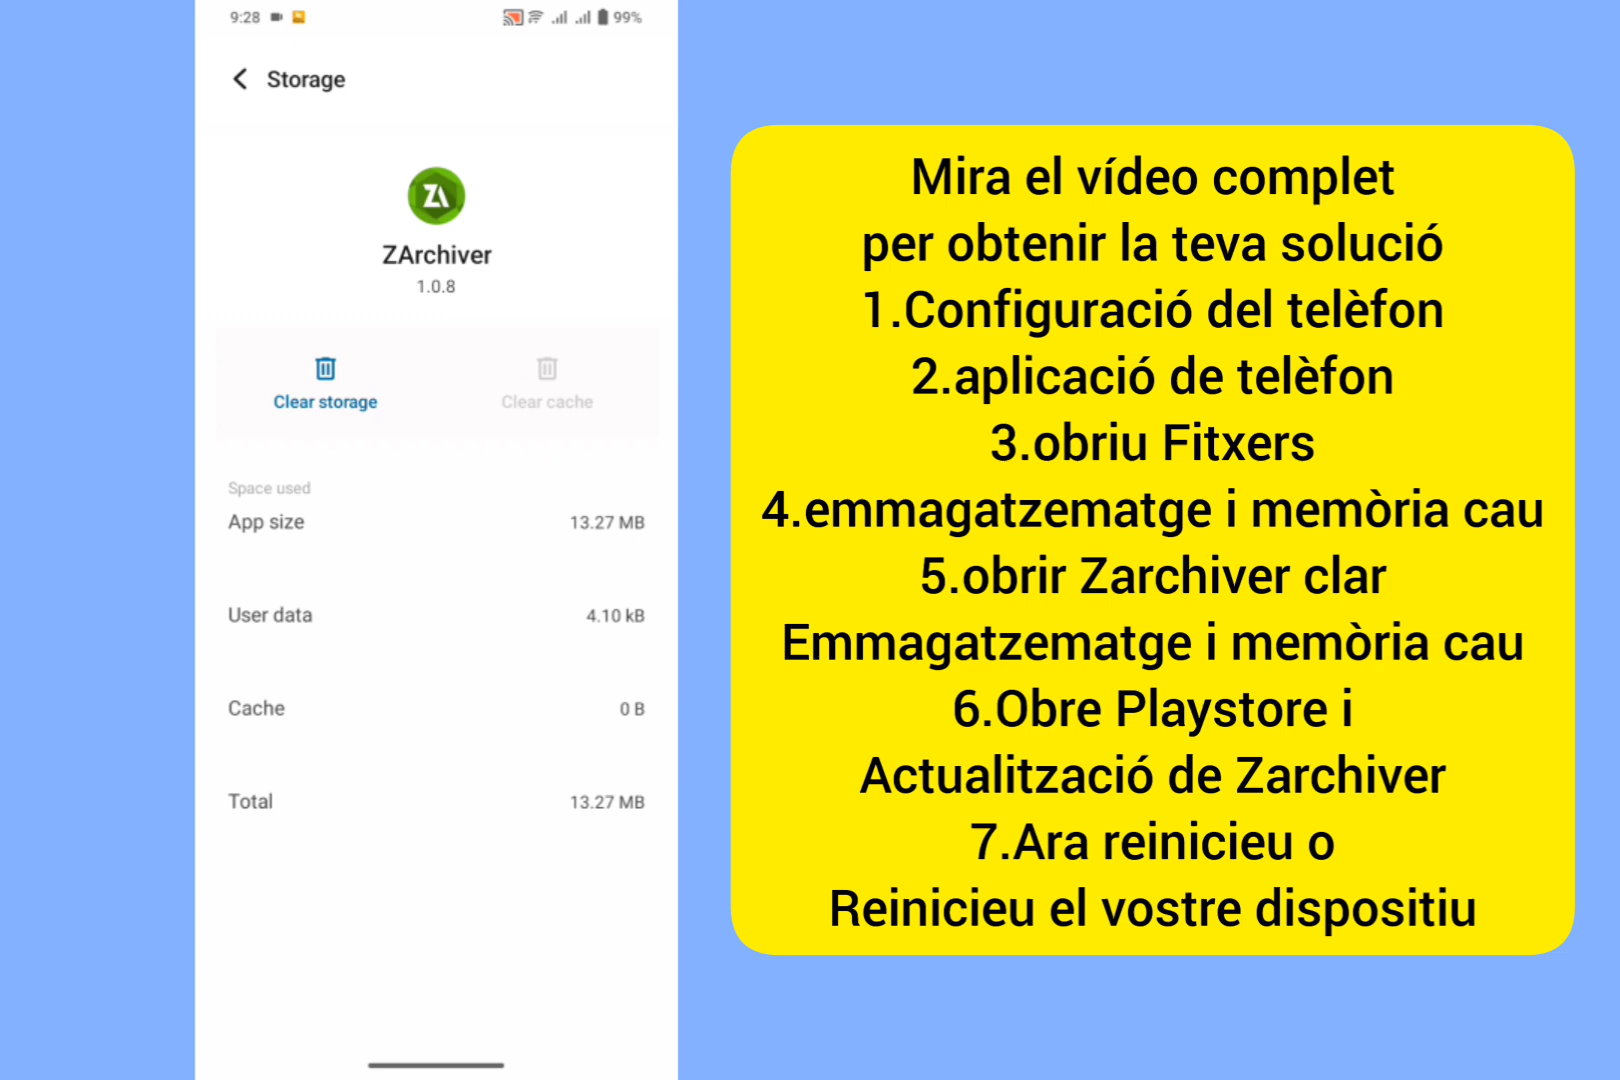 9:28
99%
Storage
ZA
ZArchiver
1.0.8
Clear storage
Clear cache
Space used
App size 13.27 MB
User data 4.10 kB
Cache 0 B
Total 13.27 MB
Mira el vídeo complet
per obtenir la teva solució
1.Configuració del telèfon
2.aplicació de telèfon
3.obriu Fitxers
4.emmagatzematge i memòria cau
5.obrir Zarchiver clar
Emmagatzematge i memòria cau
6.Obre Playstore i
Actualització de Zarchiver
7.Ara reinicieu o
Reinicieu el vostre dispositiu